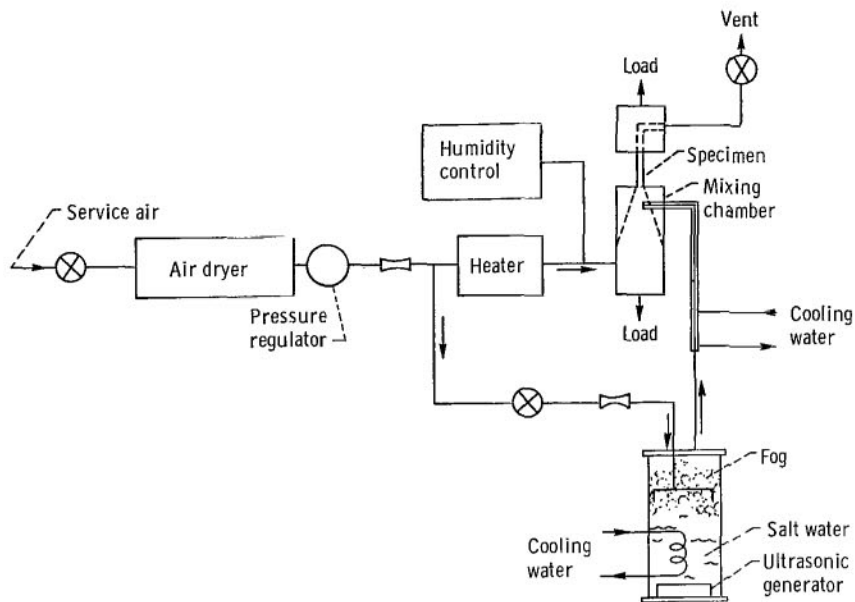 Vent
Load
Humidity
control
Specimen
Mixing
chamber
Service air
Air dryer
Heater
Pressure
regulator
Load
Cooling
water
Fog
Salt water
Cooling
water
Ultrasonic
generator